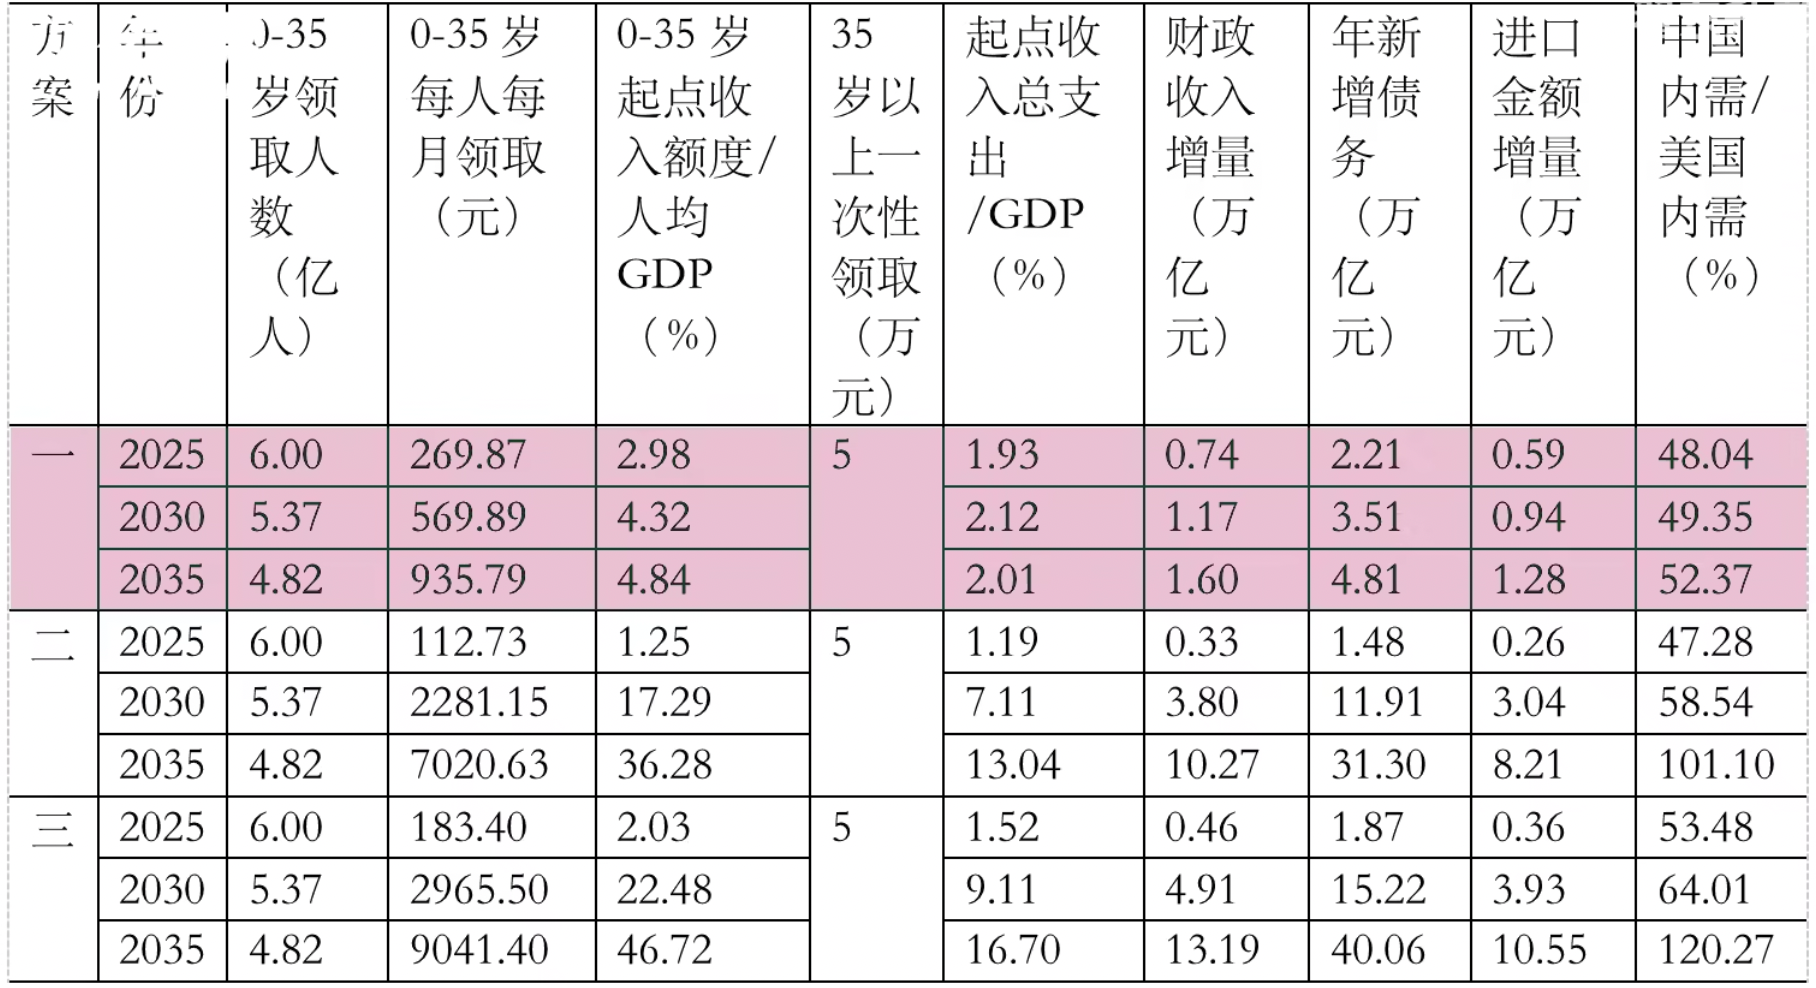 方案 年份 0-35岁领取人数（亿人） 0-35岁每人每月领取（元） 0-35岁起点收入额度/人均GDP（%） 35岁以上一次性领取（万元） 起点收入总支出/GDP（%） 财政收入增量（万亿元） 年新增债务（万亿元） 进口金额增量（万亿元） 中国内需/美国内需（%）
一 2025 6.00 269.87 2.98 5 1.93 0.74 2.21 0.59 48.04
2030 5.37 569.89 4.32 2.12 1.17 3.51 0.94 49.35
2035 4.82 935.79 4.84 2.01 1.60 4.81 1.28 52.37
二 2025 6.00 112.73 1.25 5 1.19 0.33 1.48 0.26 47.28
2030 5.37 2281.15 17.29 7.11 3.80 11.91 3.04 58.54
2035 4.82 7020.63 36.28 13.04 10.27 31.30 8.21 101.10
三 2025 6.00 183.40 2.03 5 1.52 0.46 1.87 0.36 53.48
2030 5.37 2965.50 22.48 9.11 4.91 15.22 3.93 64.01
2035 4.82 9041.40 46.72 16.70 13.19 40.06 10.55 120.27